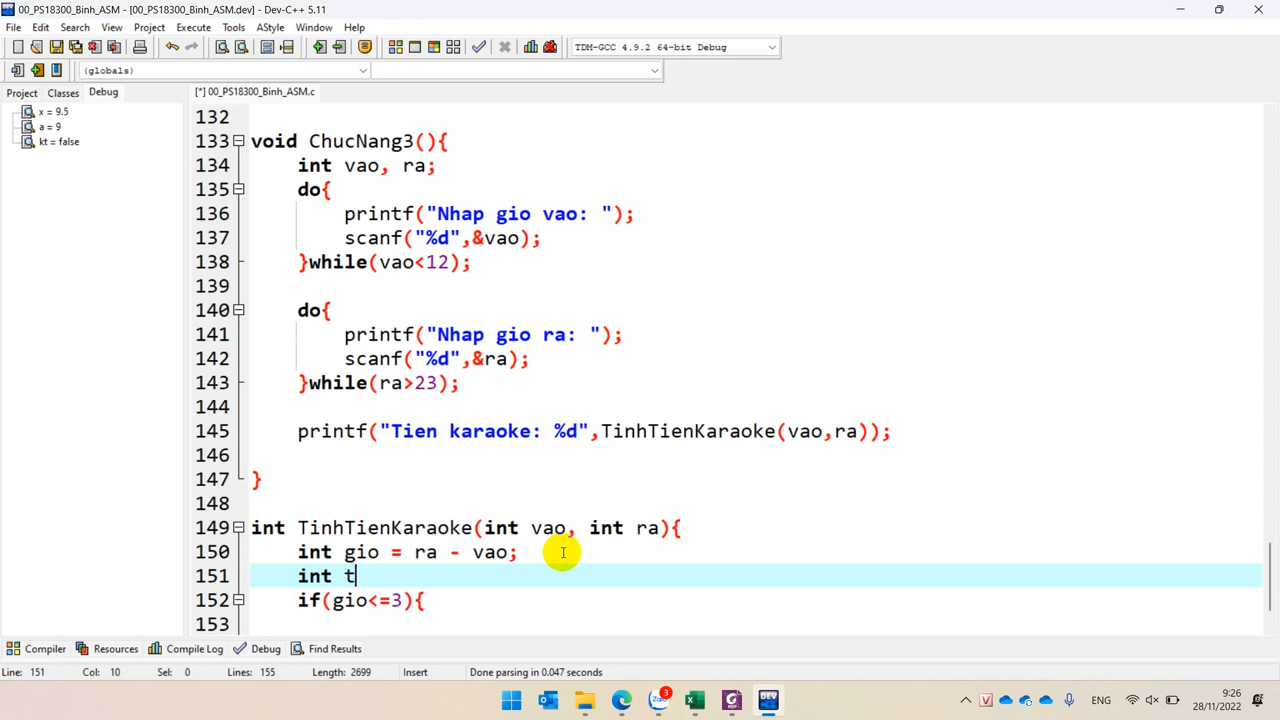 00_PS18300_Binh_ASM - [00_PS18300_Binh_ASM.dev] - Dev-C++ 5.11
File Edit Search View Project Execute Tools AStyle Window Help
TDM-GCC 4.9.2 64-bit Debug
(globals)
Project Classes Debug
[*] 00_PS18300_Binh_ASM.c
x = 9.5
a = 9
kt = false
132
133 void ChucNang3(){
134 int vao, ra;
135 do{
136 printf("Nhap gio vao: ");
137 scanf("%d",&vao);
138 }while(vao<12);
139
140 do{
141 printf("Nhap gio ra: ");
142 scanf("%d",&ra);
143 }while(ra>23);
144
145 printf("Tien karaoke: %d",TinhTienKaraoke(vao,ra));
146
147 }
148
149 int TinhTienKaraoke(int vao, int ra){
150 int gio = ra - vao;
151 int t
152 if(gio<=3){
153
Compiler Resources Compile Log Debug Find Results
Line: 151 Col: 10 Sel: 0 Lines: 155 Length: 2699 Insert Done parsing in 0.047 seconds
Zalo 3 PDF DEV
ENG
9:26
28/11/2022